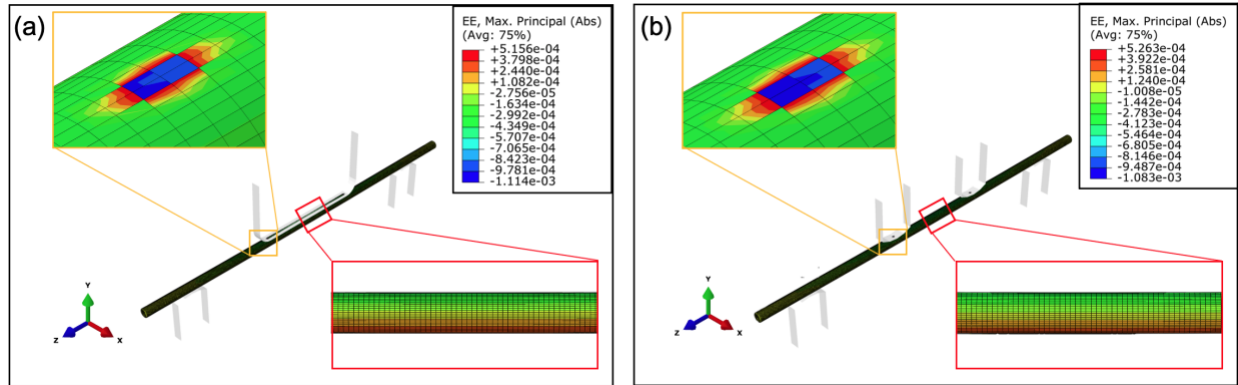 (a)
EE, Max. Principal (Abs)
(Avg: 75%)
+5.156e-04
+3.798e-04
+2.440e-04
+1.082e-04
-2.756e-05
-1.634e-04
-2.992e-04
-4.349e-04
-5.707e-04
-7.065e-04
-8.423e-04
-9.781e-04
-1.114e-03
Y
Z
X
(b)
EE, Max. Principal (Abs)
(Avg: 75%)
+5.263e-04
+3.922e-04
+2.581e-04
+1.240e-04
-1.008e-05
-1.442e-04
-2.783e-04
-4.123e-04
-5.464e-04
-6.805e-04
-8.146e-04
-9.487e-04
-1.083e-03
Y
Z
X